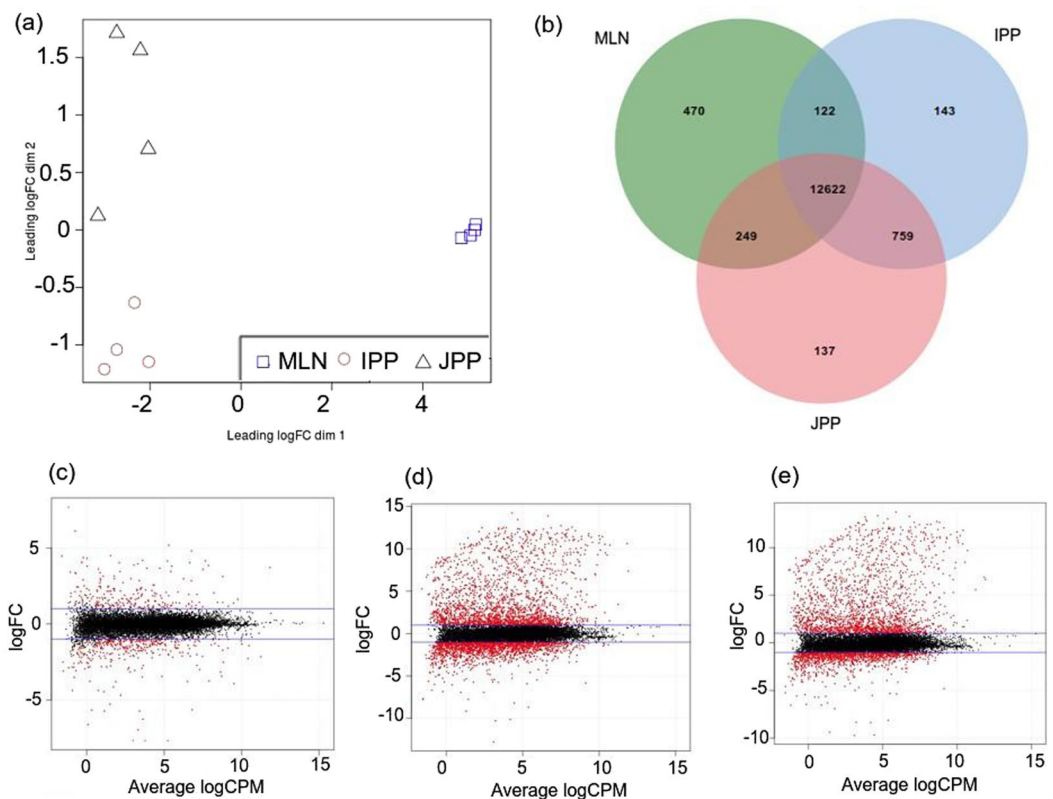 (a)
1.5
1
0.5
0
-0.5
-1
Leading logFC dim 2
-2
0
2
4
Leading logFC dim 1
MLN IPP JPP
(b)
MLN
IPP
470
122
143
12622
249
759
137
JPP
(c)
5
0
-5
logFC
0
5
10
15
Average logCPM
(d)
15
10
5
0
-5
-10
logFC
0
5
10
15
Average logCPM
(e)
10
5
0
-5
-10
logFC
0
5
10
15
Average logCPM